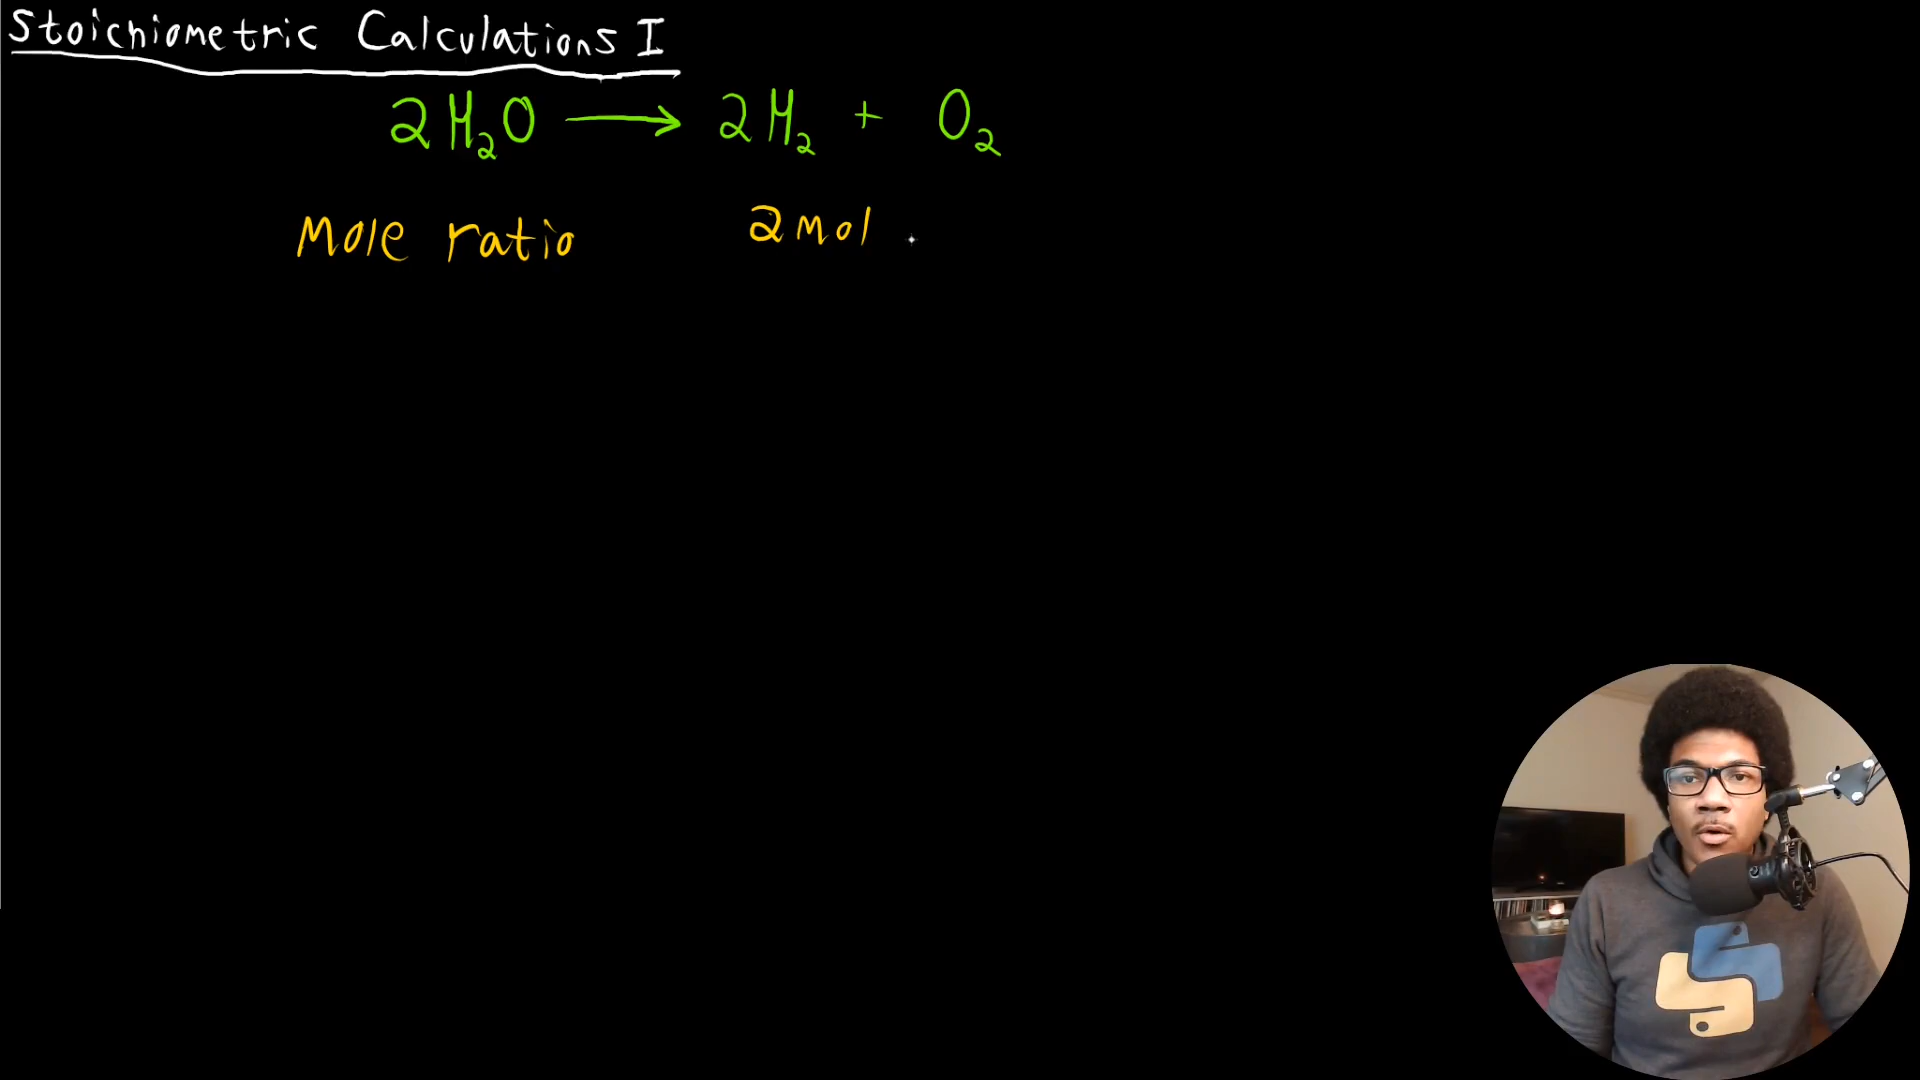 Stoichiometric Calculations I
2H₂O ⟶ 2H₂ + O₂
Mole ratio 2mol